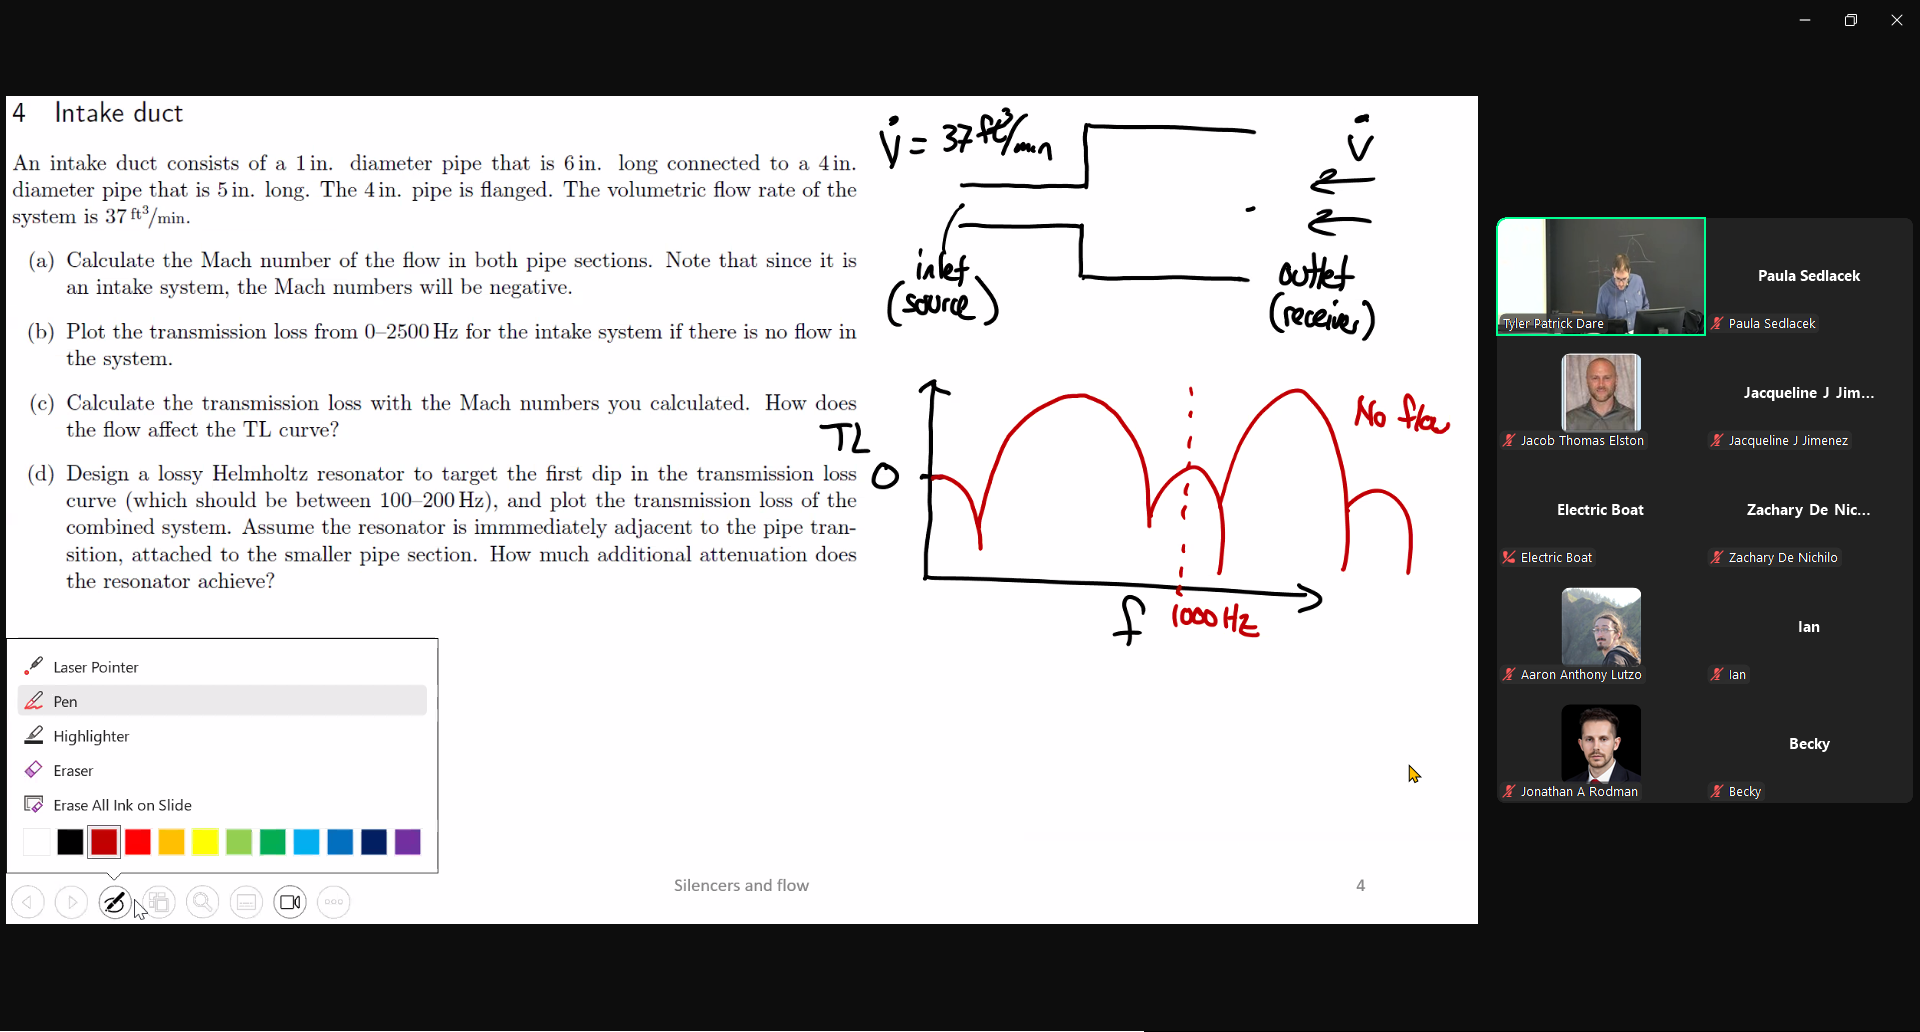 4 Intake duct
An intake duct consists of a 1 in. diameter pipe that is 6 in. long connected to a 4 in.
diameter pipe that is 5 in. long. The 4 in. pipe is flanged. The volumetric flow rate of the
system is 37 ft³/min.
(a) Calculate the Mach number of the flow in both pipe sections. Note that since it is
an intake system, the Mach numbers will be negative.
(b) Plot the transmission loss from 0–2500 Hz for the intake system if there is no flow in
the system.
(c) Calculate the transmission loss with the Mach numbers you calculated. How does
the flow affect the TL curve?
(d) Design a lossy Helmholtz resonator to target the first dip in the transmission loss
curve (which should be between 100–200 Hz), and plot the transmission loss of the
combined system. Assume the resonator is immmediately adjacent to the pipe tran-
sition, attached to the smaller pipe section. How much additional attenuation does
the resonator achieve?
V̇ = 37 ft³/min
V̇
inlet
(source)
outlet
(receiver)
TL
0
No flow
f
1000 Hz
Laser Pointer
Pen
Highlighter
Eraser
Erase All Ink on Slide
Silencers and flow
4
Tyler Patrick Dare
Paula Sedlacek
Paula Sedlacek
Jacob Thomas Elston
Jacqueline J Jim...
Jacqueline J Jimenez
Electric Boat
Electric Boat
Zachary De Nic...
Zachary De Nichilo
Aaron Anthony Lutzo
Ian
Ian
Jonathan A Rodman
Becky
Becky